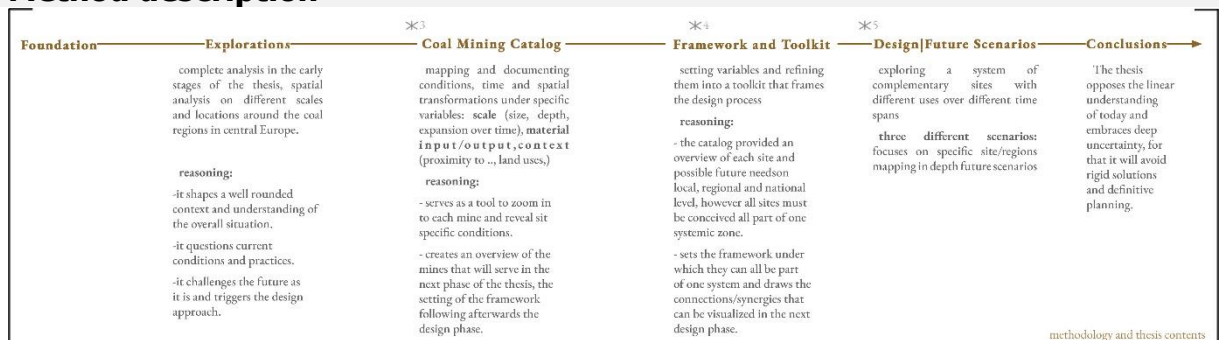 Method description
3
4
5
Foundation
Explorations
Coal Mining Catalog
Framework and Toolkit
Design|Future Scenarios
Conclusions
complete analysis in the early
stages of the thesis, spatial
analysis on different scales
and locations around the coal
regions in central Europe.
reasoning:
-it shapes a well rounded
context and understanding of
the overall situation.
-it questions current
conditions and practices.
-it challenges the future as
it is and triggers the design
approach.
mapping and documenting
conditions, time and spatial
transformations under specific
variables: scale (size, depth,
expansion over time), material
input/output,context
(proximity to .., land uses,)
reasoning:
- serves as a tool to zoom in
to each mine and reveal sit
specific conditions.
- creates an overview of the
mines that will serve in the
next phase of the thesis, the
setting of the framework
following afterwards the
design phase.
setting variables and refining
them into a toolkit that frames
the design process
reasoning:
- the catalog provided an
overview of each site and
possible future needson
local, regional and national
level, however all sites must
be conceived all part of one
systemic zone.
- sets the framework under
which they can all be part
of one system and draws the
connections/synergies that
can be visualized in the next
design phase.
exploring a system of
complementary sites with
different uses over different time
spans
three different scenarios:
focuses on specific site/regions
mapping in depth future scenarios
The thesis
opposes the linear
understanding
of today and
embraces deep
uncertainty, for
that it will avoid
rigid solutions
and definitive
planning.
methodology and thesis contents